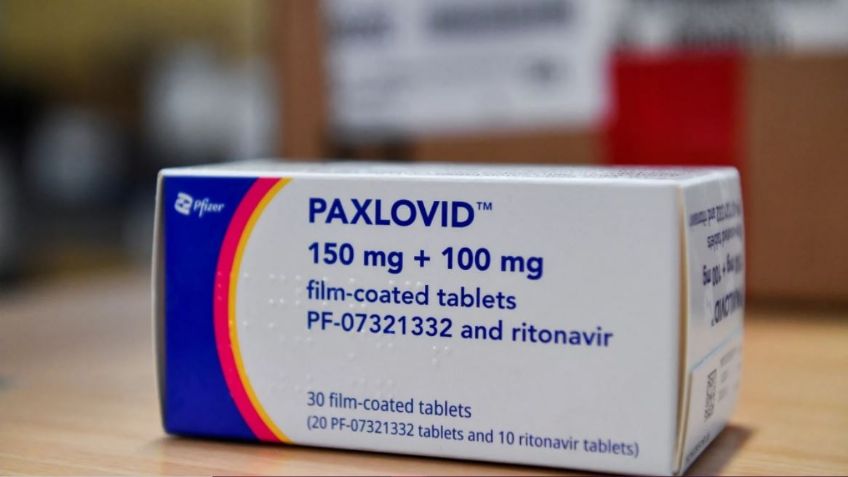 Pfizer
PAXLOVID™
150 mg + 100 mg
film-coated tablets
PF-07321332 and ritonavir
30 film-coated tablets
(20 PF-07321332 tablets and 10 ritonavir tablets)